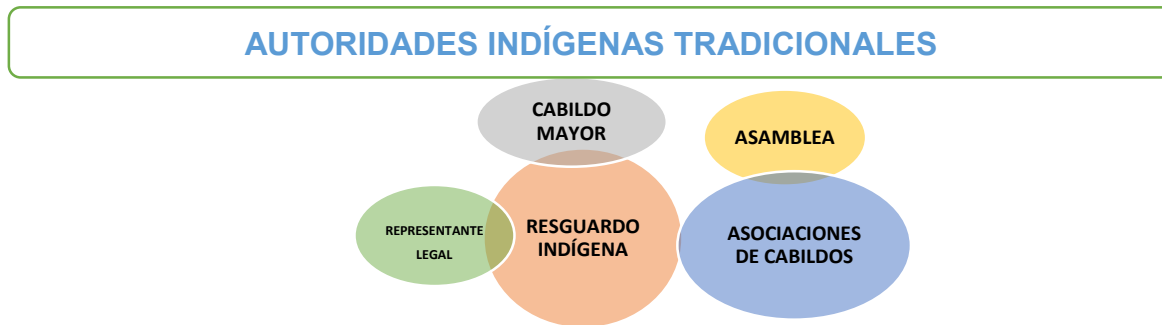 AUTORIDADES INDÍGENAS TRADICIONALES
CABILDO
MAYOR
ASAMBLEA
REPRESENTANTE
LEGAL
RESGUARDO
INDÍGENA
ASOCIACIONES
DE CABILDOS